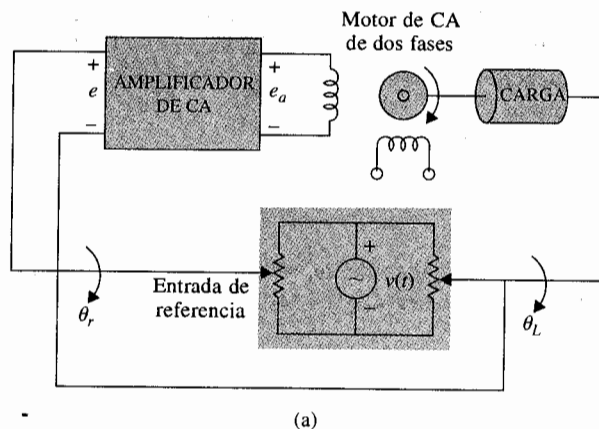 Motor de CA
de dos fases
+
+
e
AMPLIFICADOR
DE CA
e_a
−
−
CARGA
Entrada de
referencia
+
~
v(t)
−
θ_r
θ_L
(a)